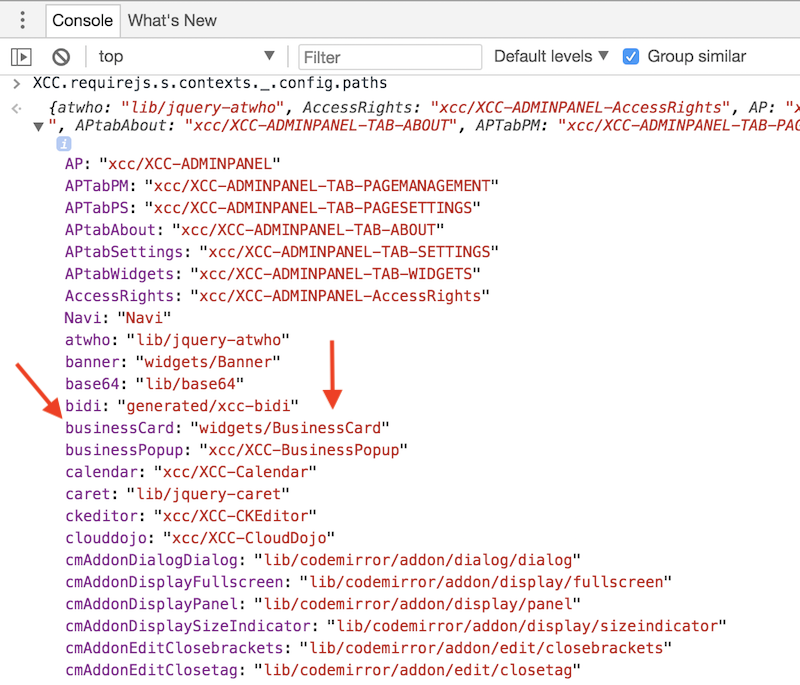 Console What's New
top Filter Default levels Group similar
XCC.requirejs.s.contexts._.config.paths
{atwho: "lib/jquery-atwho", AccessRights: "xcc/XCC-ADMINPANEL-AccessRights", AP: "x
", APtabAbout: "xcc/XCC-ADMINPANEL-TAB-ABOUT", APTabPM: "xcc/XCC-ADMINPANEL-TAB-PAG
i
AP: "xcc/XCC-ADMINPANEL"
APTabPM: "xcc/XCC-ADMINPANEL-TAB-PAGEMANAGEMENT"
APTabPS: "xcc/XCC-ADMINPANEL-TAB-PAGESETTINGS"
APtabAbout: "xcc/XCC-ADMINPANEL-TAB-ABOUT"
APtabSettings: "xcc/XCC-ADMINPANEL-TAB-SETTINGS"
APtabWidgets: "xcc/XCC-ADMINPANEL-TAB-WIDGETS"
AccessRights: "xcc/XCC-ADMINPANEL-AccessRights"
Navi: "Navi"
atwho: "lib/jquery-atwho"
banner: "widgets/Banner"
base64: "lib/base64"
bidi: "generated/xcc-bidi"
businessCard: "widgets/BusinessCard"
businessPopup: "xcc/XCC-BusinessPopup"
calendar: "xcc/XCC-Calendar"
caret: "lib/jquery-caret"
ckeditor: "xcc/XCC-CKEditor"
clouddojo: "xcc/XCC-CloudDojo"
cmAddonDialogDialog: "lib/codemirror/addon/dialog/dialog"
cmAddonDisplayFullscreen: "lib/codemirror/addon/display/fullscreen"
cmAddonDisplayPanel: "lib/codemirror/addon/display/panel"
cmAddonDisplaySizeIndicator: "lib/codemirror/addon/display/sizeindicator"
cmAddonEditClosebrackets: "lib/codemirror/addon/edit/closebrackets"
cmAddonEditClosetag: "lib/codemirror/addon/edit/closetag"